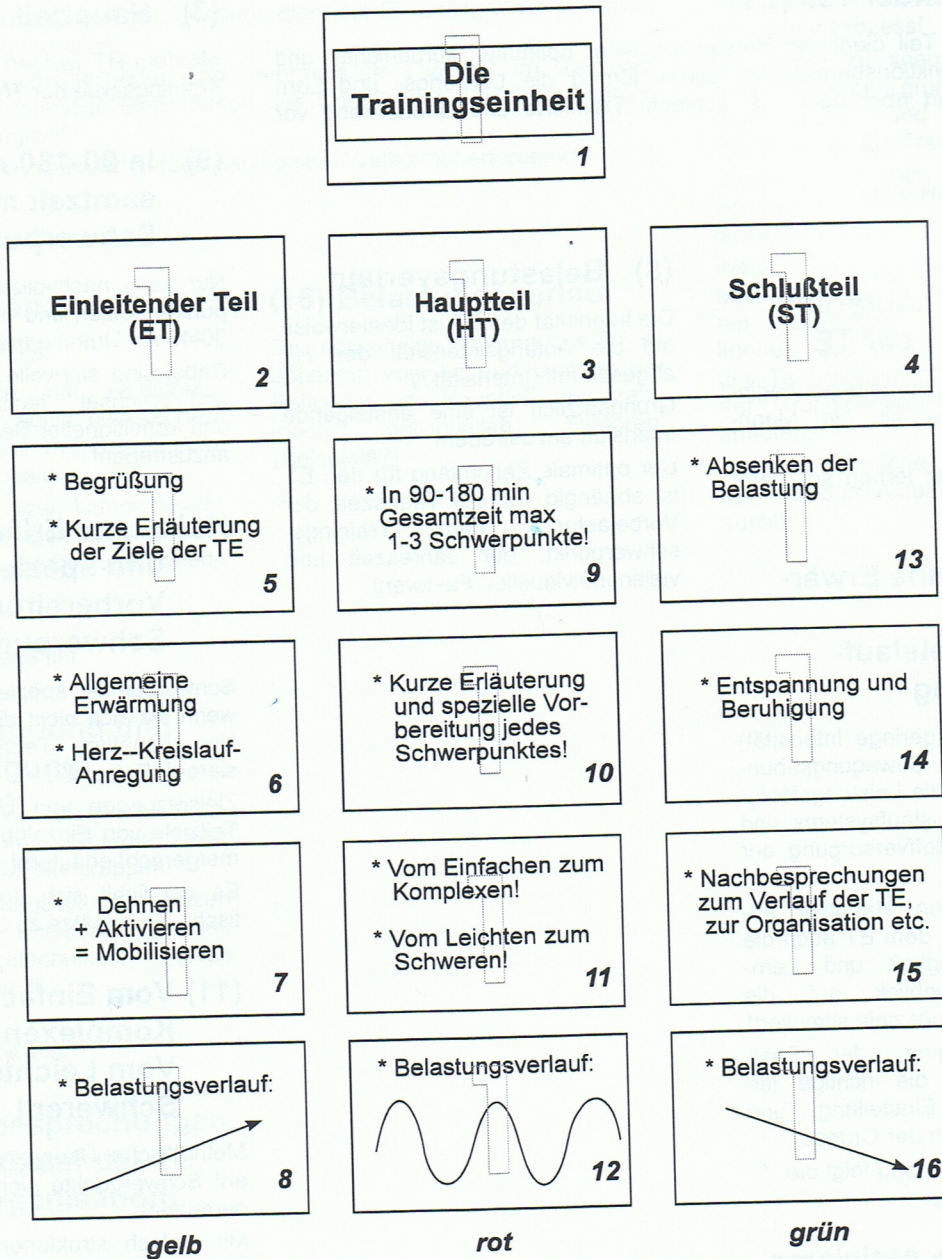 Die
Trainingseinheit
1
Einleitender Teil
(ET)
2
Hauptteil
(HT)
3
Schlußteil
(ST)
4
* Begrüßung
* Kurze Erläuterung
der Ziele der TE
5
* In 90-180 min
Gesamtzeit max
1-3 Schwerpunkte!
9
* Absenken der
Belastung
13
* Allgemeine
Erwärmung
* Herz--Kreislauf-
Anregung
6
* Kurze Erläuterung
und spezielle Vor-
bereitung jedes
Schwerpunktes!
10
* Entspannung und
Beruhigung
14
* Dehnen
+ Aktivieren
= Mobilisieren
7
* Vom Einfachen zum
Komplexen!
* Vom Leichten zum
Schweren!
11
* Nachbesprechungen
zum Verlauf der TE,
zur Organisation etc
15
* Belastungsverlauf:
8
* Belastungsverlauf:
12
* Belastungsverlauf:
16
gelb
rot
grün